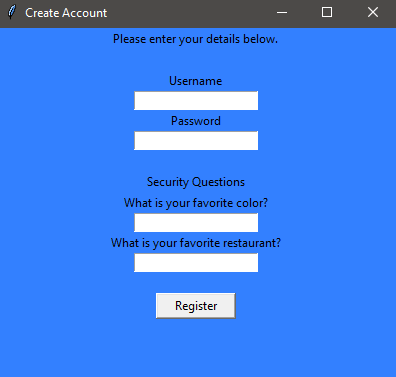 Create Account
Please enter your details below.
Username
Password
Security Questions
What is your favorite color?
What is your favorite restaurant?
Register